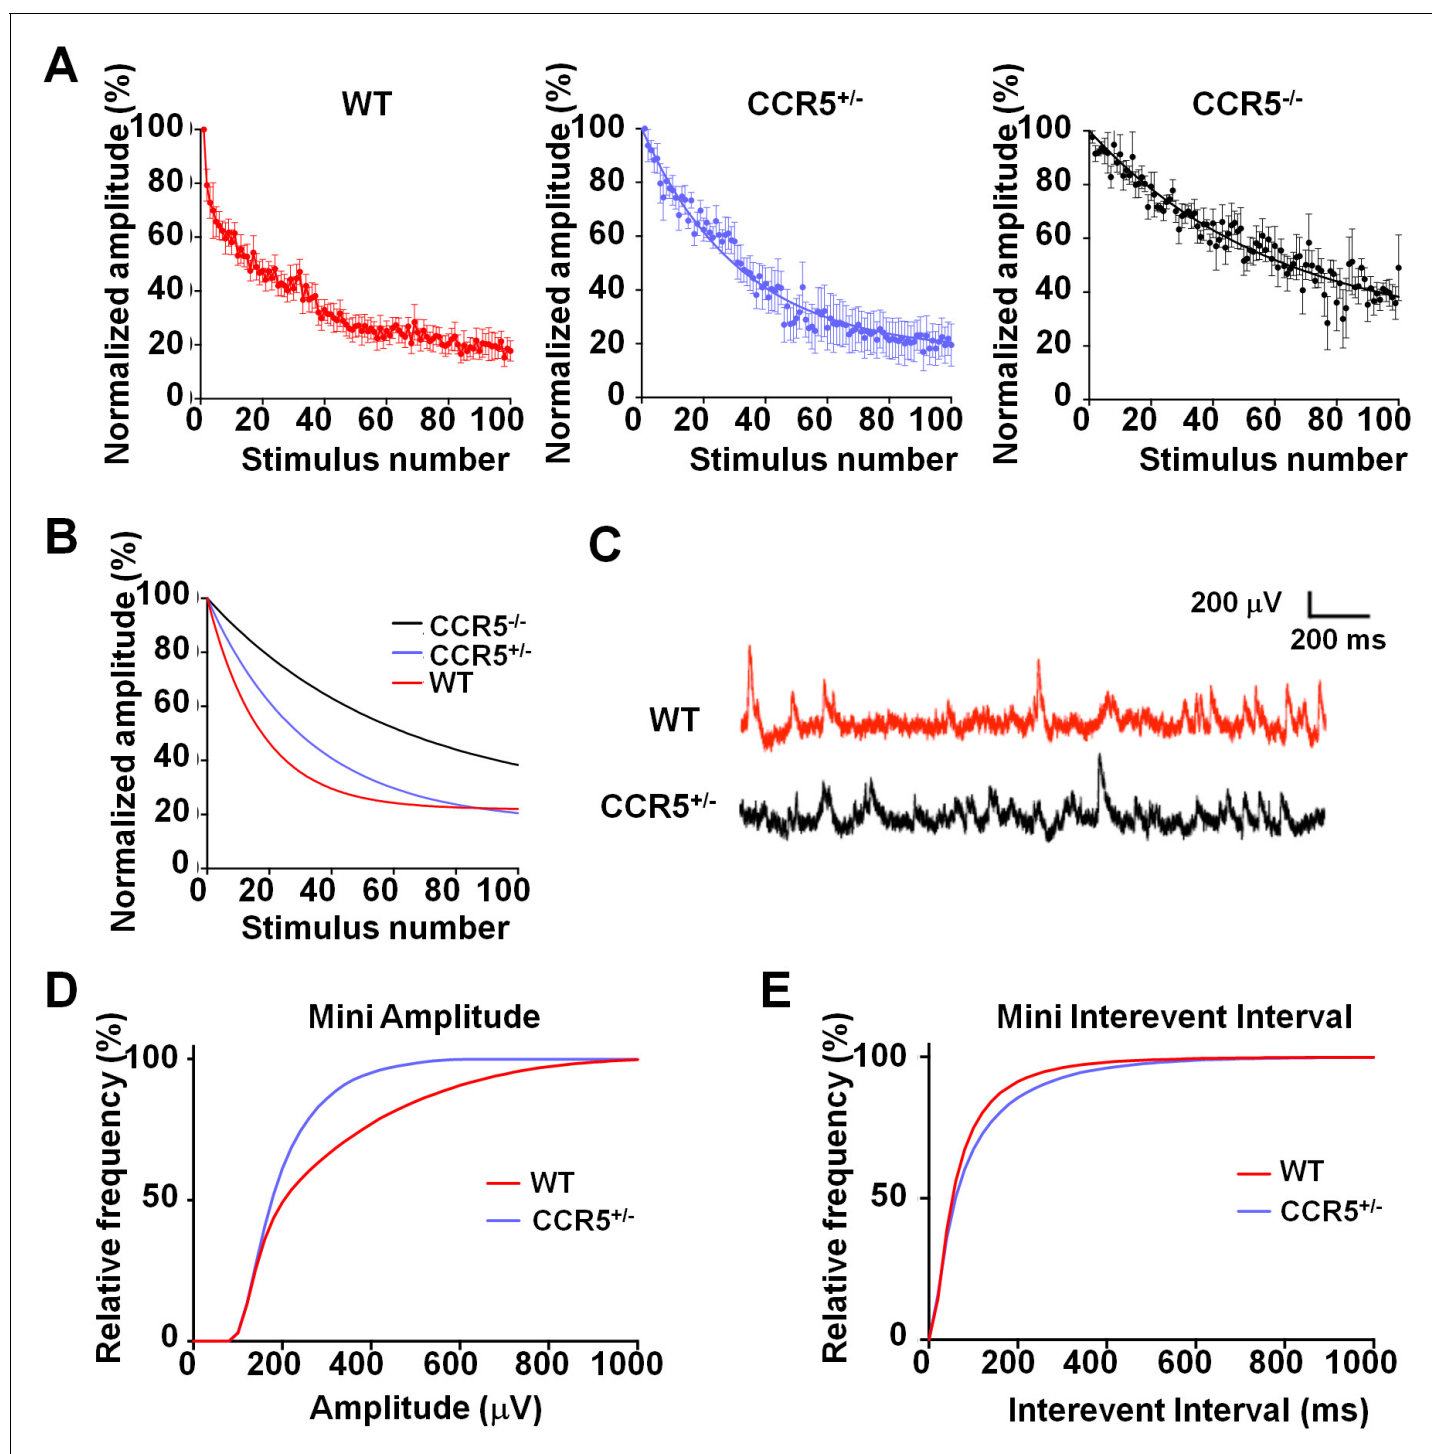 A
WT
CCR5+/-
CCR5-/-
Normalized amplitude (%)
100
80
60
40
20
0
0 20 40 60 80 100
Stimulus number
Normalized amplitude (%)
100
80
60
40
20
0
0 20 40 60 80 100
Stimulus number
Normalized amplitude (%)
100
80
60
40
20
0
0 20 40 60 80 100
Stimulus number
B
Normalized amplitude (%)
100
80
60
40
20
0
0 20 40 60 80 100
Stimulus number
CCR5-/-
CCR5+/-
WT
C
200 μV
200 ms
WT
CCR5+/-
D
Mini Amplitude
Relative frequency (%)
100
50
0
0 200 400 600 800 1000
Amplitude (μV)
WT
CCR5+/-
E
Mini Interevent Interval
Relative frequency (%)
100
50
0
0 200 400 600 800 1000
Interevent Interval (ms)
WT
CCR5+/-